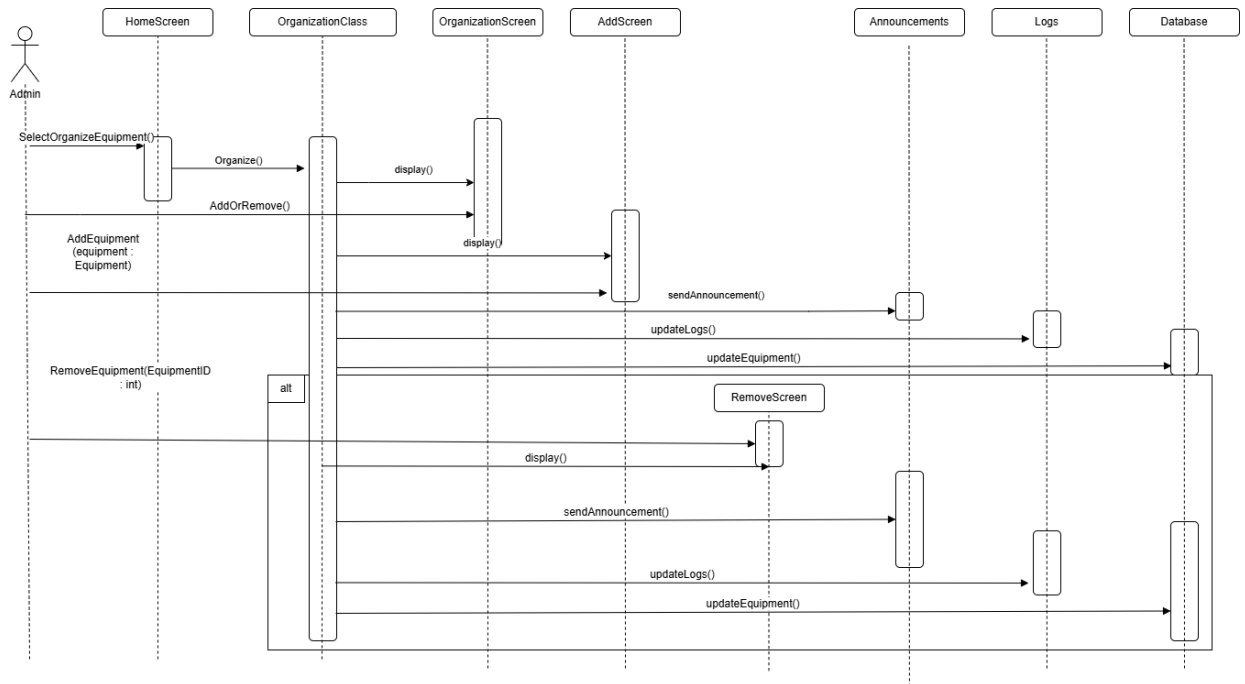 HomeScreen
OrganizationClass
OrganizationScreen
AddScreen
Announcements
Logs
Database
Admin
SelectOrganizeEquipment()
Organize()
display()
AddOrRemove()
AddEquipment
(equipment :
Equipment)
display()
sendAnnouncement()
updateLogs()
updateEquipment()
RemoveEquipment(EquipmentID
: int)
alt
RemoveScreen
display()
sendAnnouncement()
updateLogs()
updateEquipment()